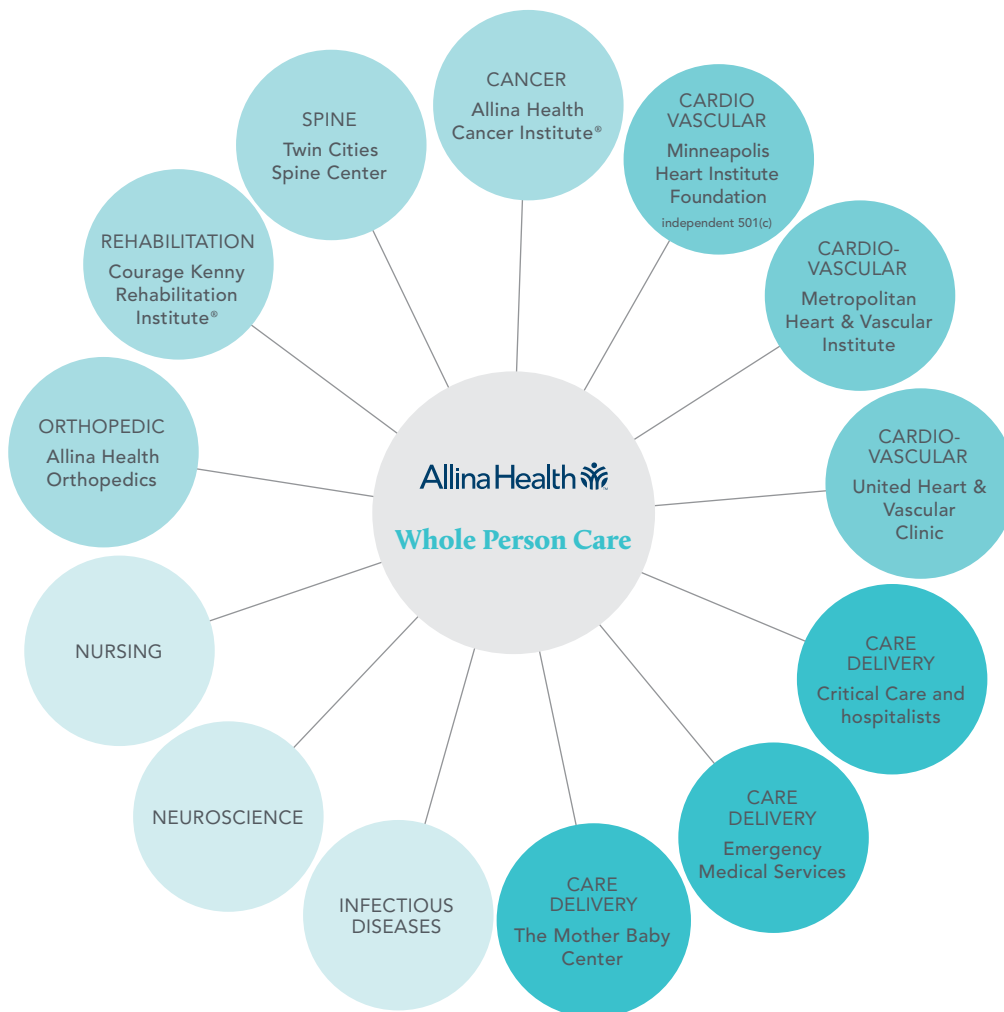 CANCER
Allina Health
Cancer Institute®
CARDIO
VASCULAR
Minneapolis
Heart Institute
Foundation
independent 501(c)
CARDIO-
VASCULAR
Metropolitan
Heart & Vascular
Institute
CARDIO-
VASCULAR
United Heart &
Vascular
Clinic
CARE
DELIVERY
Critical Care and
hospitalists
CARE
DELIVERY
Emergency
Medical Services
CARE
DELIVERY
The Mother Baby
Center
INFECTIOUS
DISEASES
NEUROSCIENCE
NURSING
ORTHOPEDIC
Allina Health
Orthopedics
REHABILITATION
Courage Kenny
Rehabilitation
Institute®
SPINE
Twin Cities
Spine Center
Allina Health
Whole Person Care